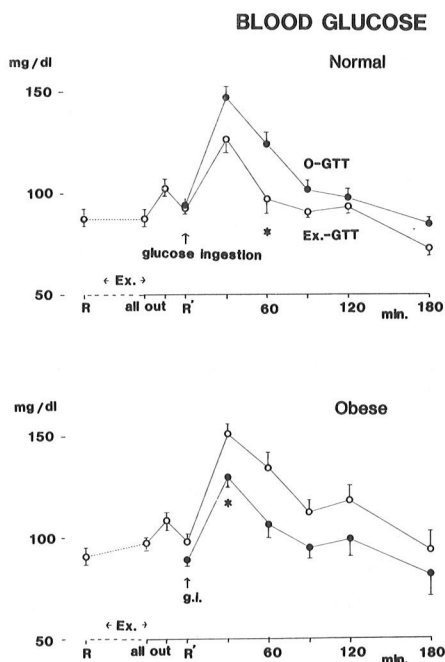 BLOOD GLUCOSE
mg/dl
Normal
150
O-GTT
100
Ex.-GTT
*
↑
glucose ingestion
← Ex. →
50
R all out R' 60 120 min. 180
mg/dl
Obese
150
*
100
↑
g.i.
← Ex. →
50
R all out R' 60 120 min. 180